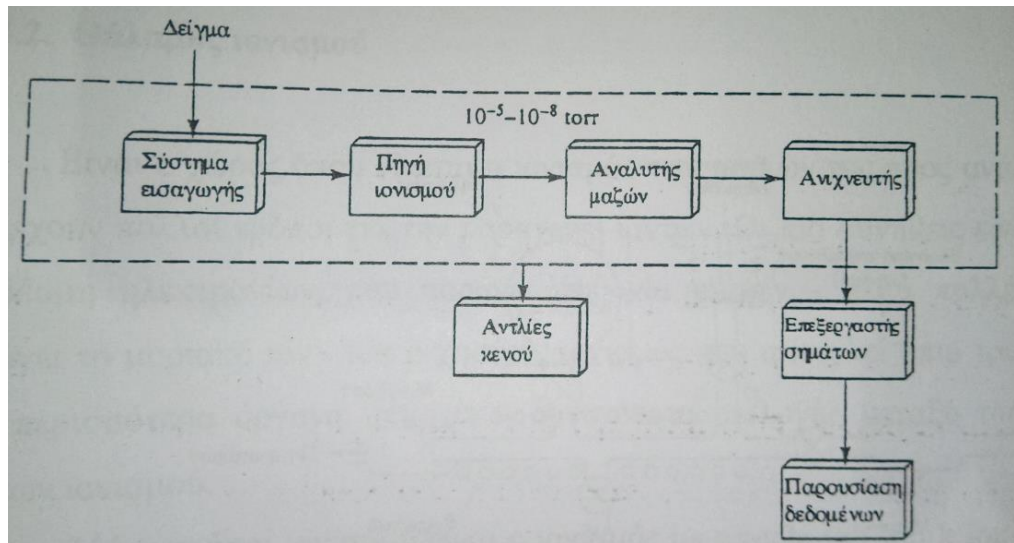 Δείγμα
10⁻⁵–10⁻⁸ torr
Σύστημα
εισαγωγής
Πηγή
ιονισμού
Αναλυτής
μαζών
Ανιχνευτής
Αντλίες
κενού
Επεξεργαστής
σημάτων
Παρουσίαση
δεδομένων